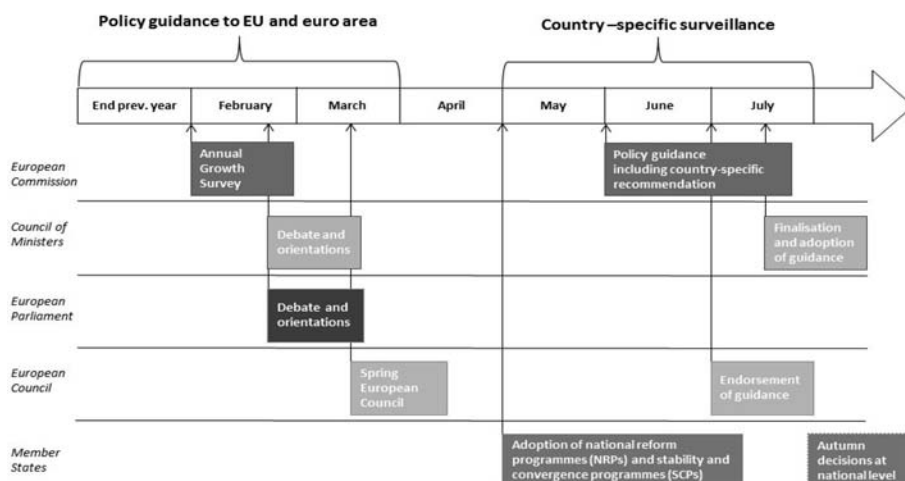 Policy guidance to EU and euro area
Country –specific surveillance
End prev. year
February
March
April
May
June
July
European
Commission
Annual
Growth
Survey
Policy guidance
including country-specific
recommendation
Council of
Ministers
Debate and
orientations
Finalisation
and adoption
of guidance
European
Parliament
Debate and
orientations
European
Council
Spring
European
Council
Endorsement
of guidance
Member
States
Adoption of national reform
programmes (NRPs) and stability and
convergence programmes (SCPs)
Autumn
decisions at
national level